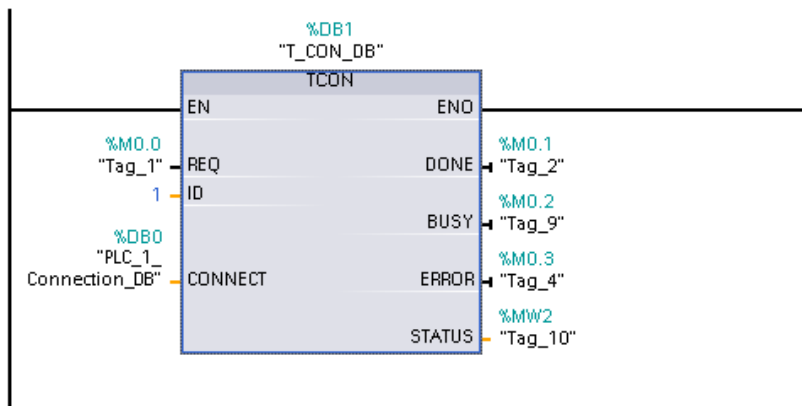 %DB1
"T_CON_DB"
TCON
EN ENO
%M0.0 %M0.1
"Tag_1" REQ DONE "Tag_2"
1 ID
%M0.2
BUSY "Tag_9"
%DB0
"PLC_1_ %M0.3
Connection_DB" CONNECT ERROR "Tag_4"
%MW2
STATUS "Tag_10"